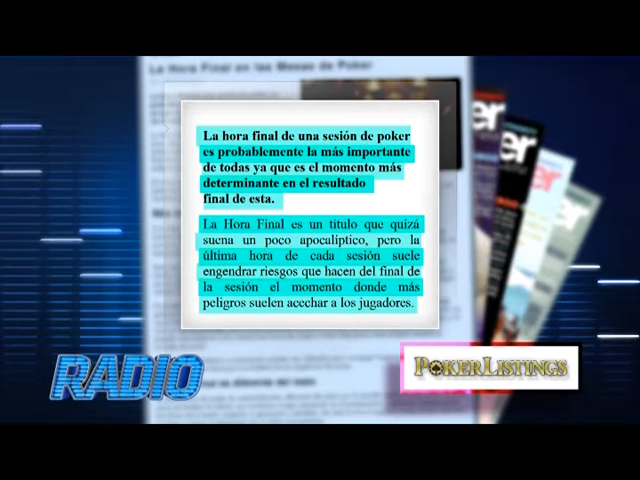 La Hora Final en las Mesas de Poker
La hora final de una sesión de poker
es probablemente la más importante
de todas ya que es el momento más
determinante en el resultado
final de esta.
La Hora Final es un título que quizá
suena un poco apocalíptico, pero la
última hora de cada sesión suele
engendrar riesgos que hacen del final de
la sesión el momento donde más
peligros suelen acechar a los jugadores.
RADIO
POKERLISTINGS